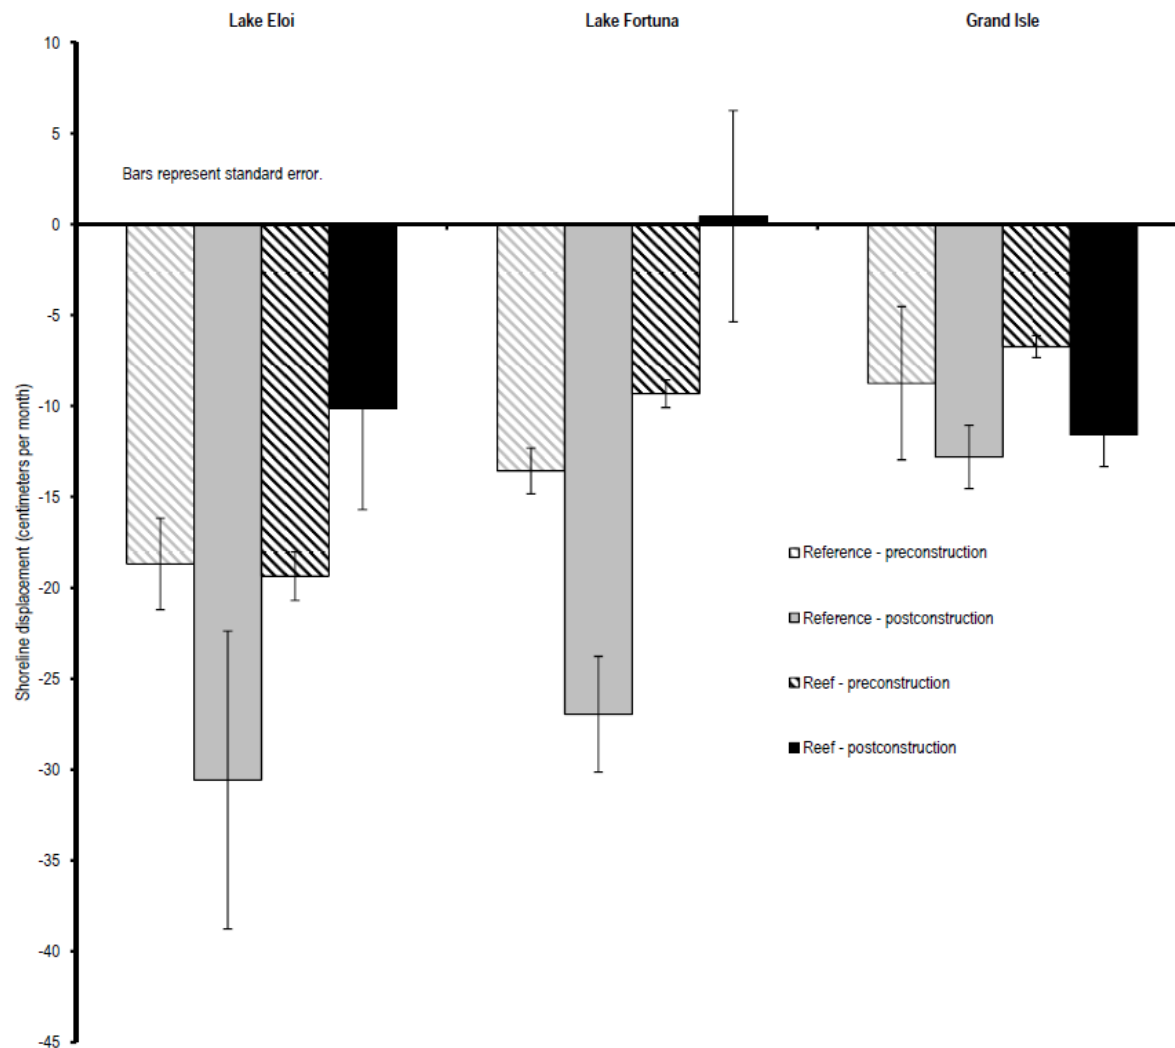 Lake Eloi Lake Fortuna Grand Isle
10
5
Bars represent standard error.
0
-5
-10
-15
-20
-25
-30
-35
-40
-45
Shoreline displacement (centimeters per month)
Reference - preconstruction
Reference - postconstruction
Reef - preconstruction
Reef - postconstruction